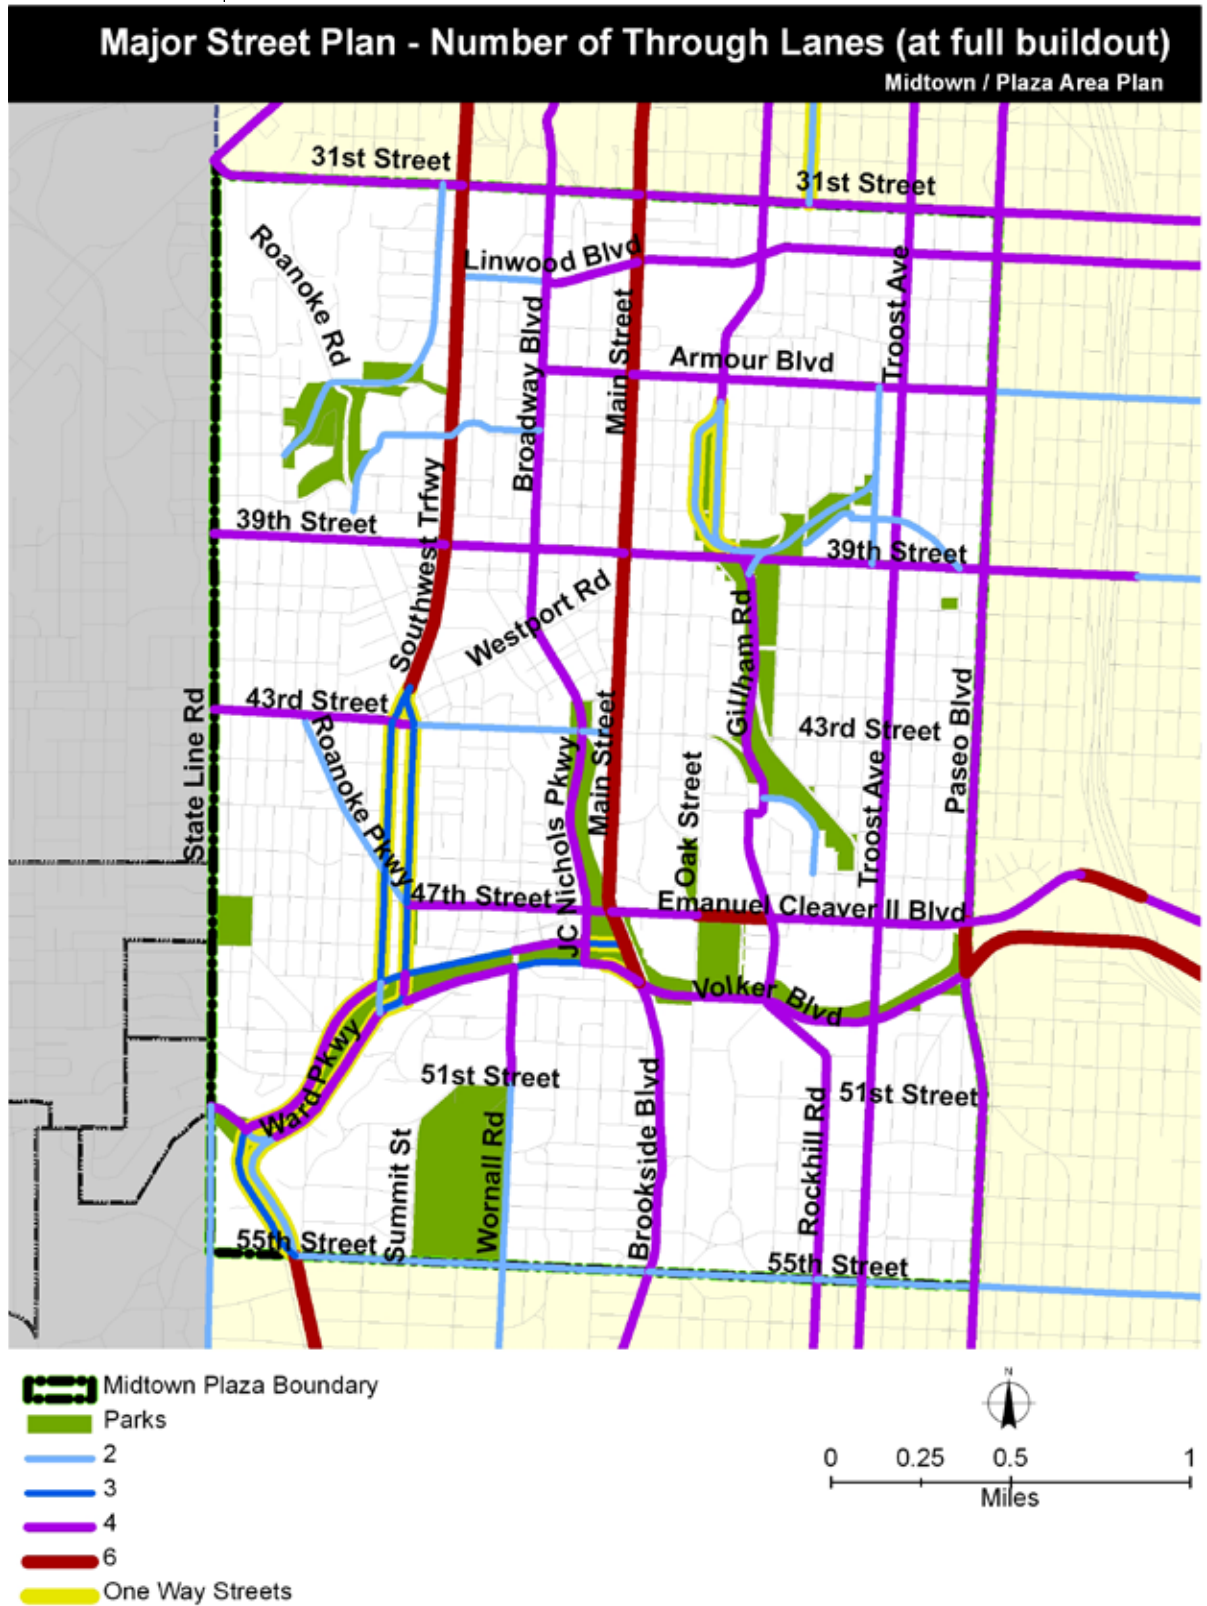 Major Street Plan - Number of Through Lanes (at full buildout)
Midtown / Plaza Area Plan
31st Street
31st Street
Roanoke Rd
Linwood Blvd
Troost Ave
Broadway Blvd
Main Street
Armour Blvd
Southwest Trfwy
39th Street
39th Street
Westport Rd
Gillham Rd
State Line Rd
43rd Street
Roanoke Pkwy
JC Nichols Pkwy
Main Street
Oak Street
43rd Street
Troost Ave
Paseo Blvd
47th Street
Emanuel Cleaver II Blvd
Volker Blvd
Ward Pkwy
51st Street
51st Street
Summit St
Wornall Rd
Brookside Blvd
Rockhill Rd
55th Street
55th Street
Midtown Plaza Boundary
Parks
2
3
4
6
One Way Streets
N
0 0.25 0.5 1
Miles